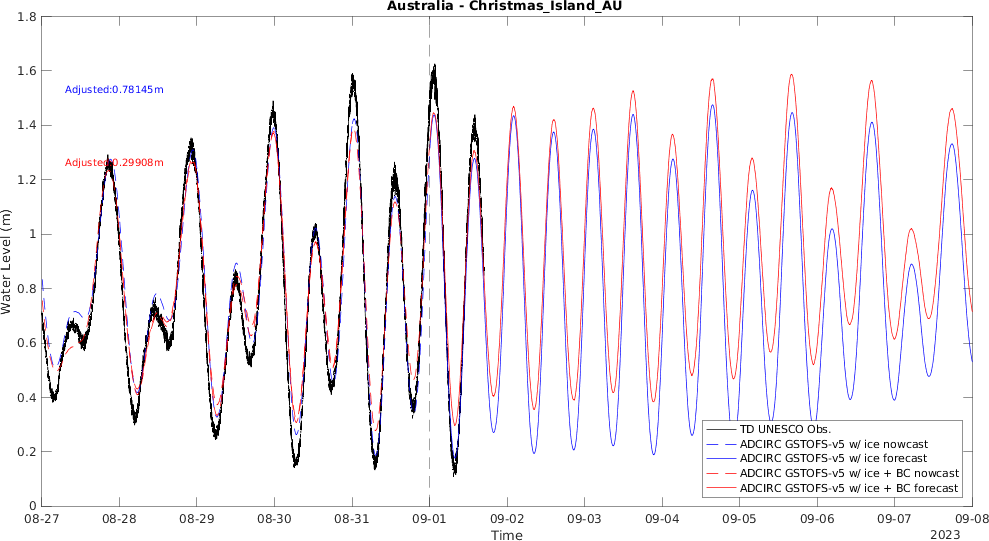 Australia - Christmas_Island_AU
Water Level (m)
1.8
1.6
1.4
1.2
1
0.8
0.6
0.4
0.2
0
Adjusted:0.78145m
Adjusted:0.29908m
TD UNESCO Obs.
ADCIRC GSTOFS-v5 w/ ice nowcast
ADCIRC GSTOFS-v5 w/ ice forecast
ADCIRC GSTOFS-v5 w/ ice + BC nowcast
ADCIRC GSTOFS-v5 w/ ice + BC forecast
08-27 08-28 08-29 08-30 08-31 09-01 09-02 09-03 09-04 09-05 09-06 09-07 09-08
Time
2023